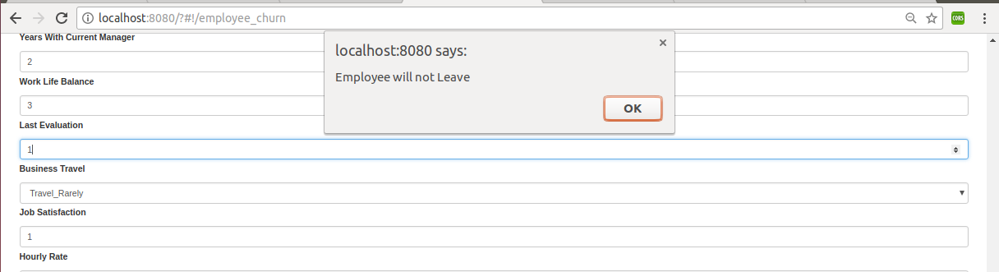 localhost:8080/?#!/employee_churn
CORS
localhost:8080 says:
Employee will not Leave
OK
Years With Current Manager
2
Work Life Balance
3
Last Evaluation
1
Business Travel
Travel_Rarely
Job Satisfaction
1
Hourly Rate